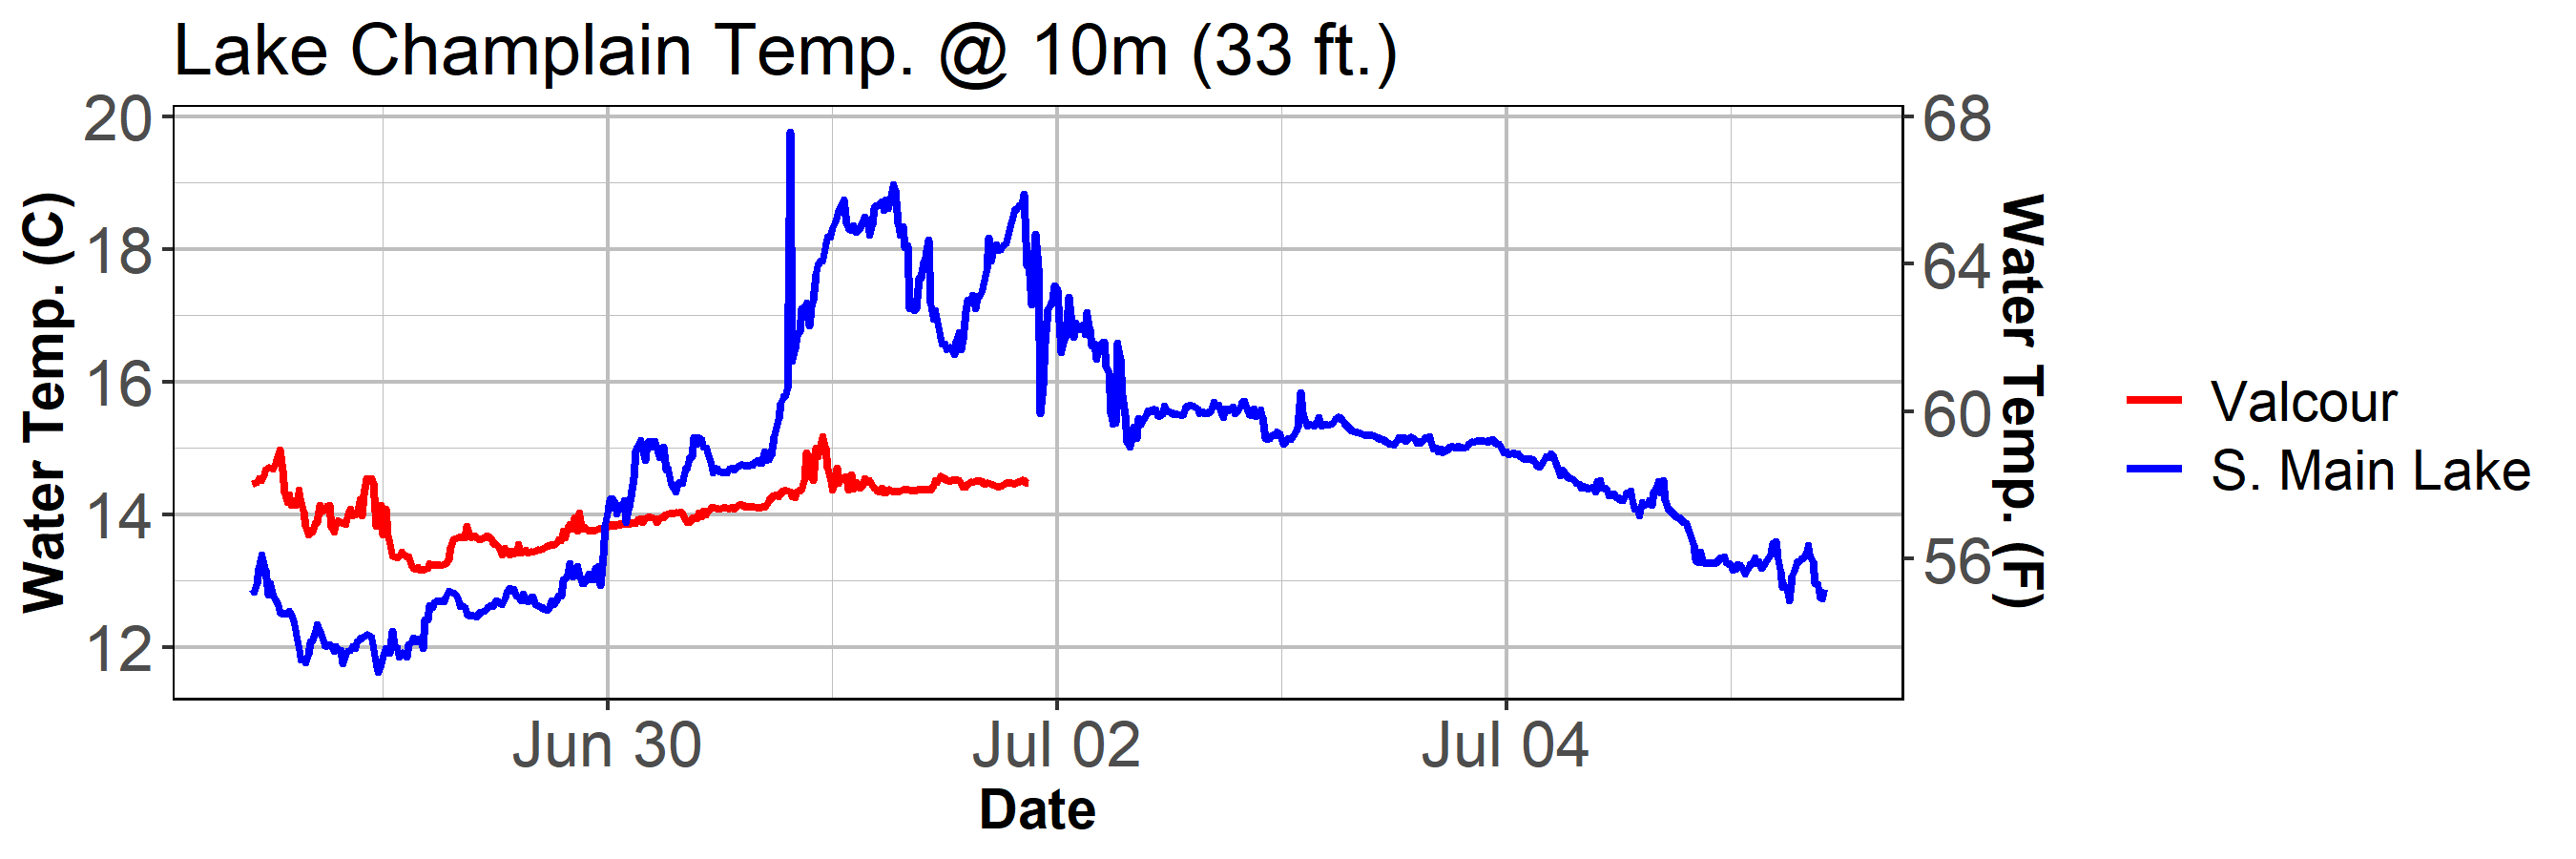 Lake Champlain Temp. @ 10m (33 ft.)
Water Temp. (C)
20
18
16
14
12
68
64
60
56
Water Temp. (F)
Jun 30
Jul 02
Jul 04
Date
Valcour
S. Main Lake